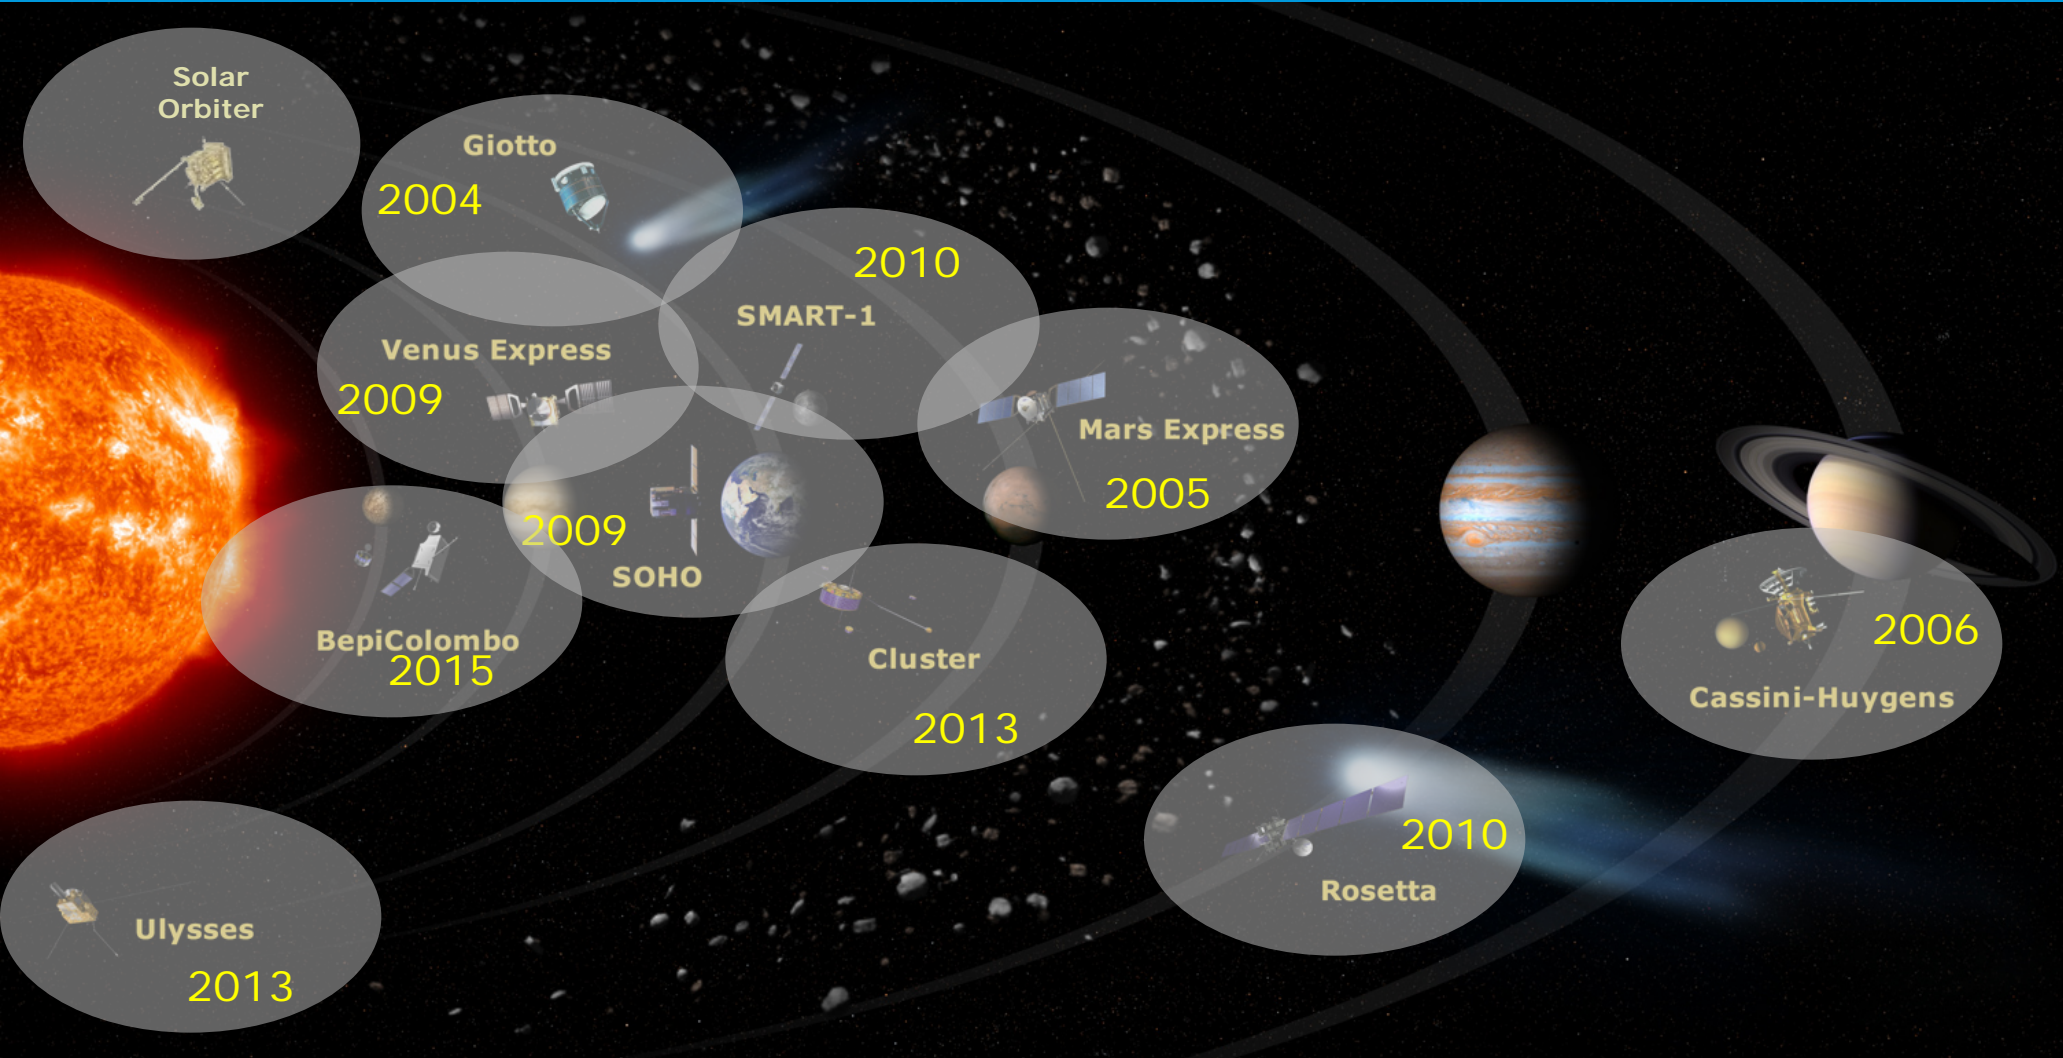 Solar
Orbiter
Giotto
2004
2010
SMART-1
Venus Express
2009
Mars Express
2005
2009
SOHO
BepiColombo
2015
Cluster
2013
2006
Cassini-Huygens
2010
Rosetta
Ulysses
2013